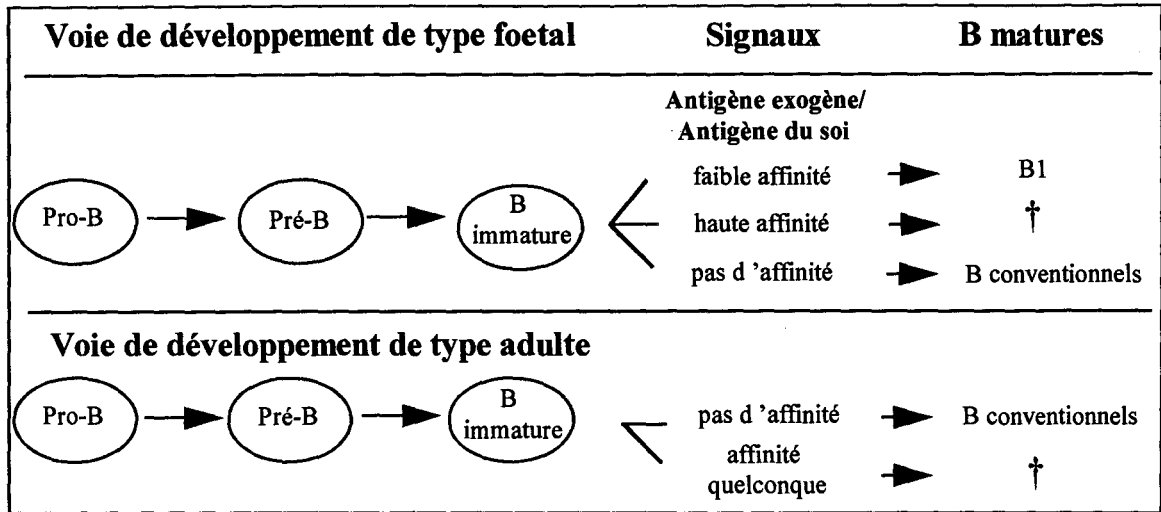 Voie de développement de type foetal Signaux B matures
Antigène exogène/
Antigène du soi
faible affinité B1
Pro-B Pré-B B immature haute affinité †
pas d 'affinité B conventionnels
Voie de développement de type adulte
Pro-B Pré-B B immature pas d 'affinité B conventionnels
affinité
quelconque †